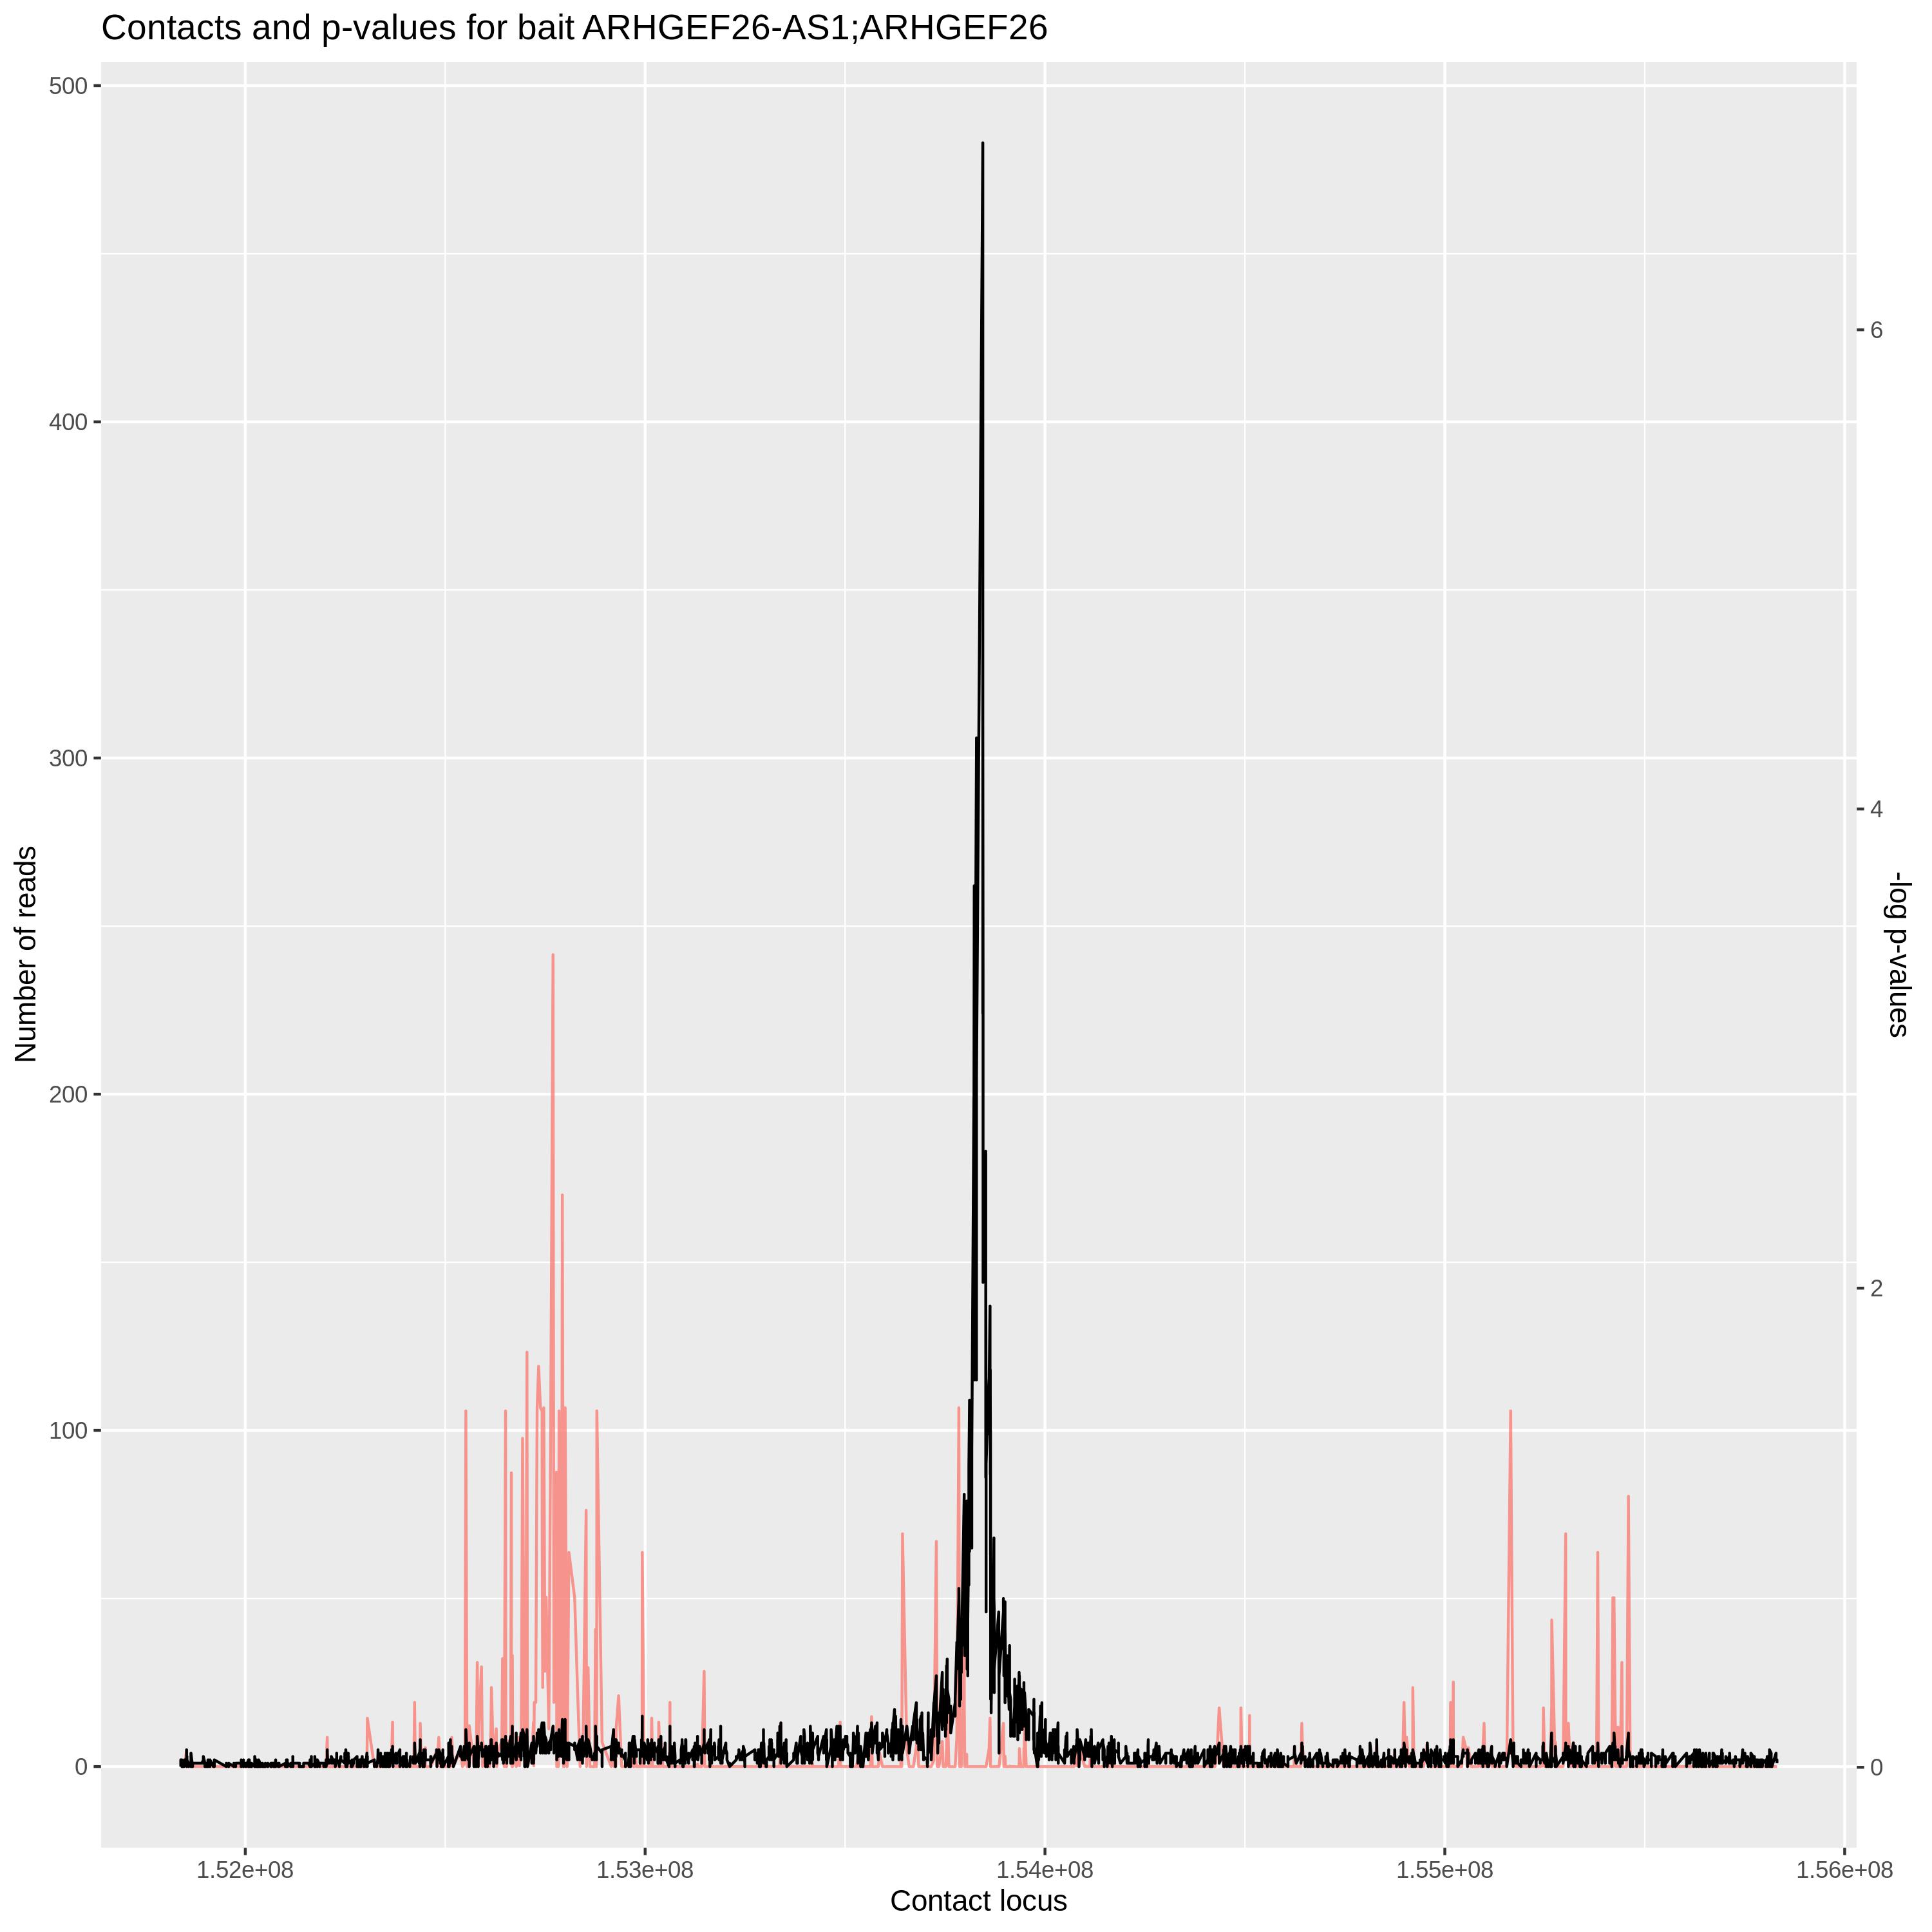 Contacts and p-values for bait ARHGEF26-AS1;ARHGEF26
500
400
300
200
100
0
Number of reads
6
4
2
0
-log p-values
1.52e+08
1.53e+08
1.54e+08
1.55e+08
1.56e+08
Contact locus